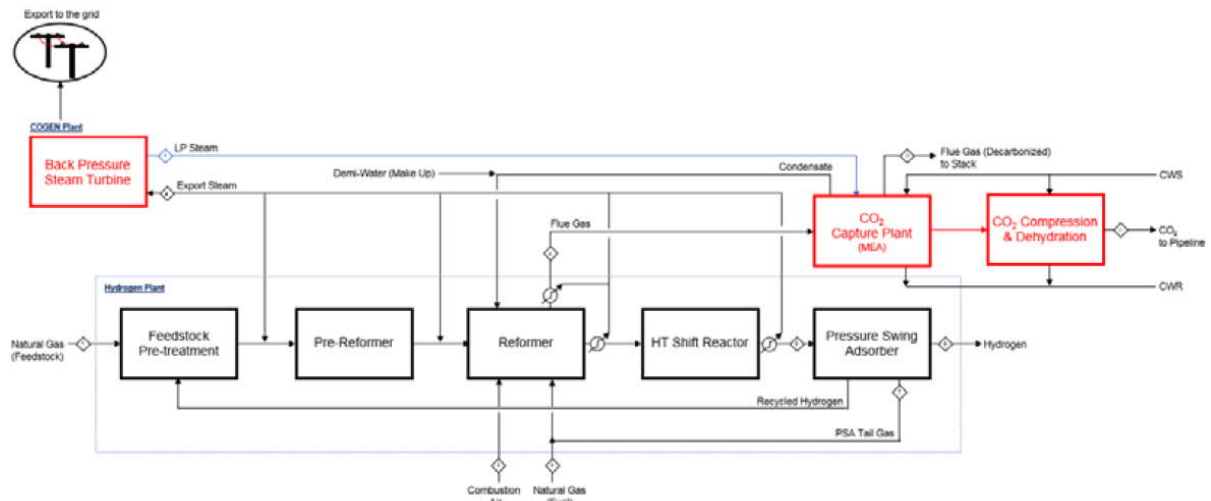 Export to the grid
COGEN Plant
Back Pressure
Steam Turbine
LP Steam
Export Steam
Demi-Water (Make Up)
Condensate
Flue Gas (Decarbonized)
to Stack
CWS
Flue Gas
CO2
Capture Plant
(MEA)
CO2 Compression
& Dehydration
CO2
to Pipeline
CWR
Hydrogen Plant
Natural Gas
(Feedstock)
Feedstock
Pre-treatment
Pre-Reformer
Reformer
HT Shift Reactor
Pressure Swing
Adsorber
Hydrogen
Recycled Hydrogen
PSA Tail Gas
Combustion
Natural Gas